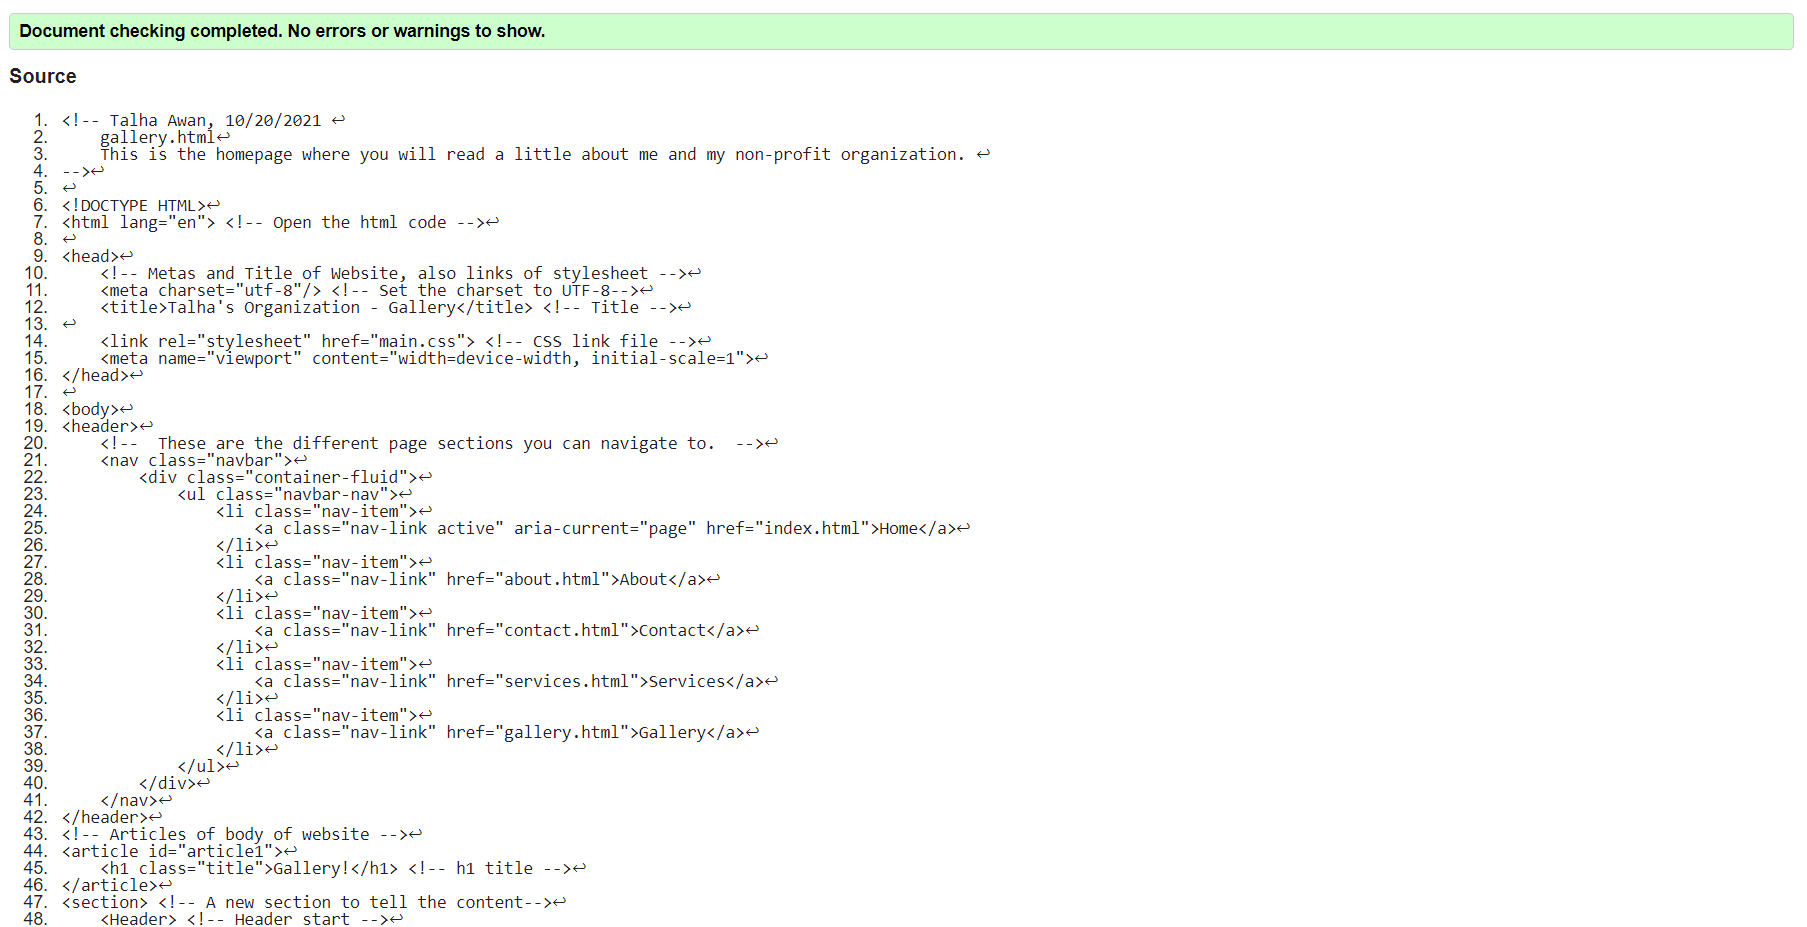 Document checking completed. No errors or warnings to show.
Source
1. <!-- Talha Awan, 10/20/2021 ↩
2.     gallery.html↩
3.     This is the homepage where you will read a little about me and my non-profit organization. ↩
4. -->↩
5. ↩
6. <!DOCTYPE HTML>↩
7. <html lang="en"> <!-- Open the html code -->↩
8. ↩
9. <head>↩
10.     <!-- Metas and Title of Website, also links of stylesheet -->↩
11.     <meta charset="utf-8"/> <!-- Set the charset to UTF-8-->↩
12.     <title>Talha's Organization - Gallery</title> <!-- Title -->↩
13. ↩
14.     <link rel="stylesheet" href="main.css"> <!-- CSS link file -->↩
15.     <meta name="viewport" content="width=device-width, initial-scale=1">↩
16. </head>↩
17. ↩
18. <body>↩
19. <header>↩
20.     <!--  These are the different page sections you can navigate to.  -->↩
21.     <nav class="navbar">↩
22.         <div class="container-fluid">↩
23.             <ul class="navbar-nav">↩
24.                 <li class="nav-item">↩
25.                     <a class="nav-link active" aria-current="page" href="index.html">Home</a>↩
26.                 </li>↩
27.                 <li class="nav-item">↩
28.                     <a class="nav-link" href="about.html">About</a>↩
29.                 </li>↩
30.                 <li class="nav-item">↩
31.                     <a class="nav-link" href="contact.html">Contact</a>↩
32.                 </li>↩
33.                 <li class="nav-item">↩
34.                     <a class="nav-link" href="services.html">Services</a>↩
35.                 </li>↩
36.                 <li class="nav-item">↩
37.                     <a class="nav-link" href="gallery.html">Gallery</a>↩
38.                 </li>↩
39.             </ul>↩
40.         </div>↩
41.     </nav>↩
42. </header>↩
43. <!-- Articles of body of website -->↩
44. <article id="article1">↩
45.     <h1 class="title">Gallery!</h1> <!-- h1 title -->↩
46. </article>↩
47. <section> <!-- A new section to tell the content-->↩
48.     <Header> <!-- Header start -->↩